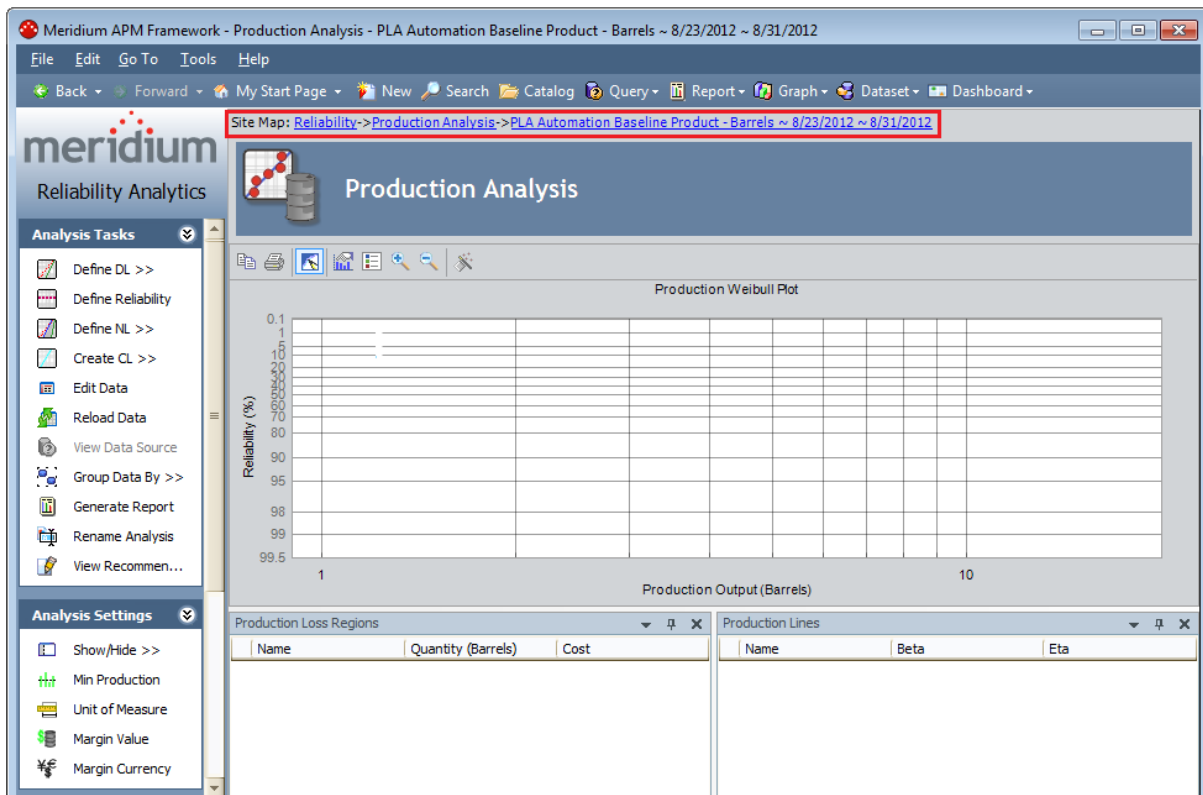 Meridium APM Framework - Production Analysis - PLA Automation Baseline Product - Barrels ~ 8/23/2012 ~ 8/31/2012
File Edit Go To Tools Help
Back Forward My Start Page New Search Catalog Query Report Graph Dataset Dashboard
Site Map: Reliability->Production Analysis->PLA Automation Baseline Product - Barrels ~ 8/23/2012 ~ 8/31/2012
meridium
Reliability Analytics
Production Analysis
Analysis Tasks
Define DL >>
Define Reliability
Define NL >>
Create CL >>
Edit Data
Reload Data
View Data Source
Group Data By >>
Generate Report
Rename Analysis
View Recommen...
Analysis Settings
Show/Hide >>
Min Production
Unit of Measure
Margin Value
Margin Currency
Production Weibull Plot
Reliability (%)
0.1
1
5
10
20
30
40
50
60
70
80
90
95
98
99
99.5
1 10
Production Output (Barrels)
Production Loss Regions
Name Quantity (Barrels) Cost
Production Lines
Name Beta Eta